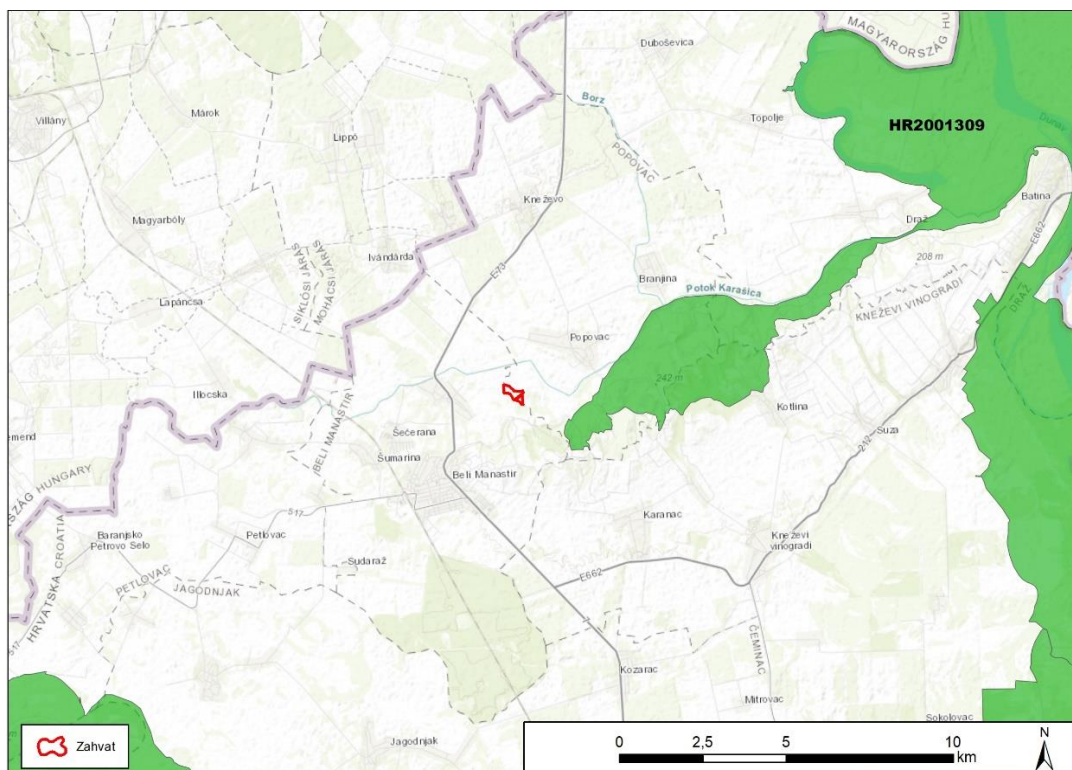 MAGYARORSZÁG HU
Duboševica
Márok
Villány
Lippó
Borz
Topolje
HR2001309
Dunav
POPOVAC
Magyarbóly
Kneževo
Batina
Draž
E662
Ivándárda
208 m
SIKLÓSI JÁRÁS
MOHÁCSI JÁRÁS
E73
Branjina
DRAŽ
Lapáncsa
Potok Karašica
KNEŽEVI VINOGRADI
Popovac
242 m
Illocska
Kotlina
BELI MANASTIR
Šećerana
Suza
212
Šumarina
Beli Manastir
ORSZÁG HUNGARY
517
Karanac
Baranjsko
Petrovo Selo
Petlovac
Kneževi
vinogradi
Sudaraž
E662
HRVATSKA CROATIA
PETLOVAC
JAGODNJAK
ČEMINAC
517
Kozarac
Mitrovac
Sokolovac
Jagodnjak
Zahvat
0 2,5 5 10
km
N